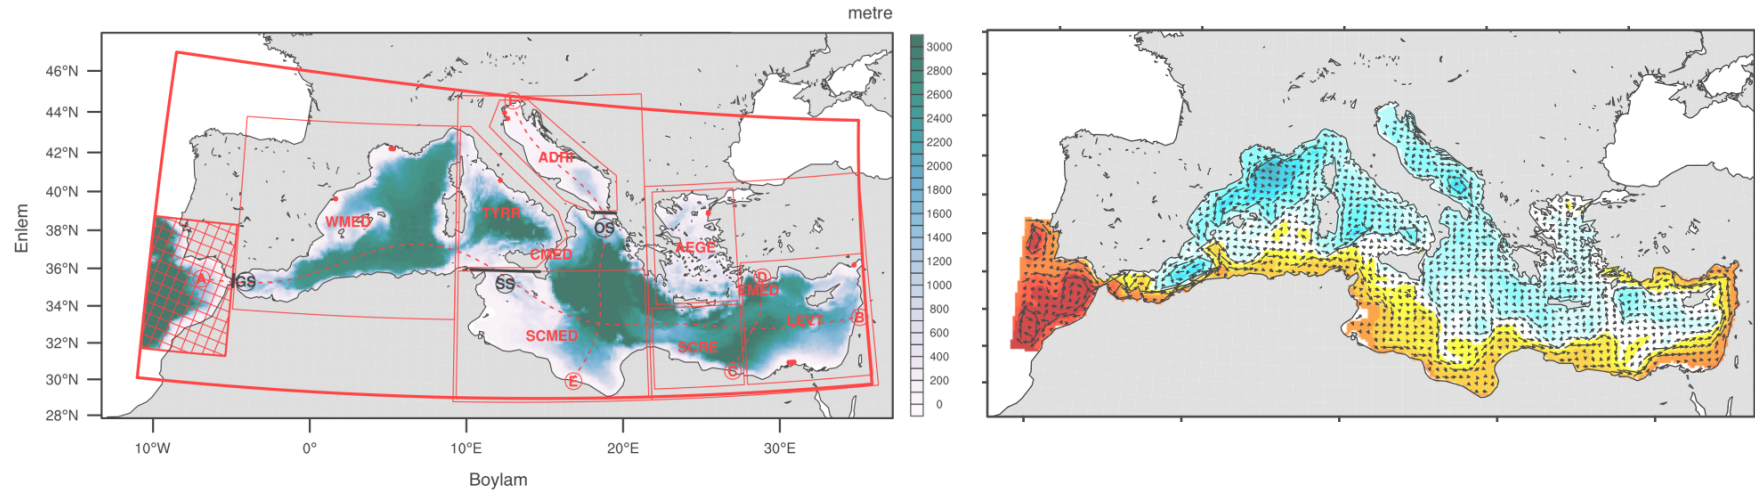 metre
3000
2800
2600
2400
2200
2000
1800
1600
1400
1200
1000
800
600
400
200
0
46°N
44°N
42°N
40°N
38°N
36°N
34°N
32°N
30°N
28°N
Enlem
10°W
0°
10°E
20°E
30°E
Boylam
ADRI
WMED
TYRR
OS
CMED
AEGE
A
GS
SS
D
LEVT
B
SCMED
SCRE
C
E